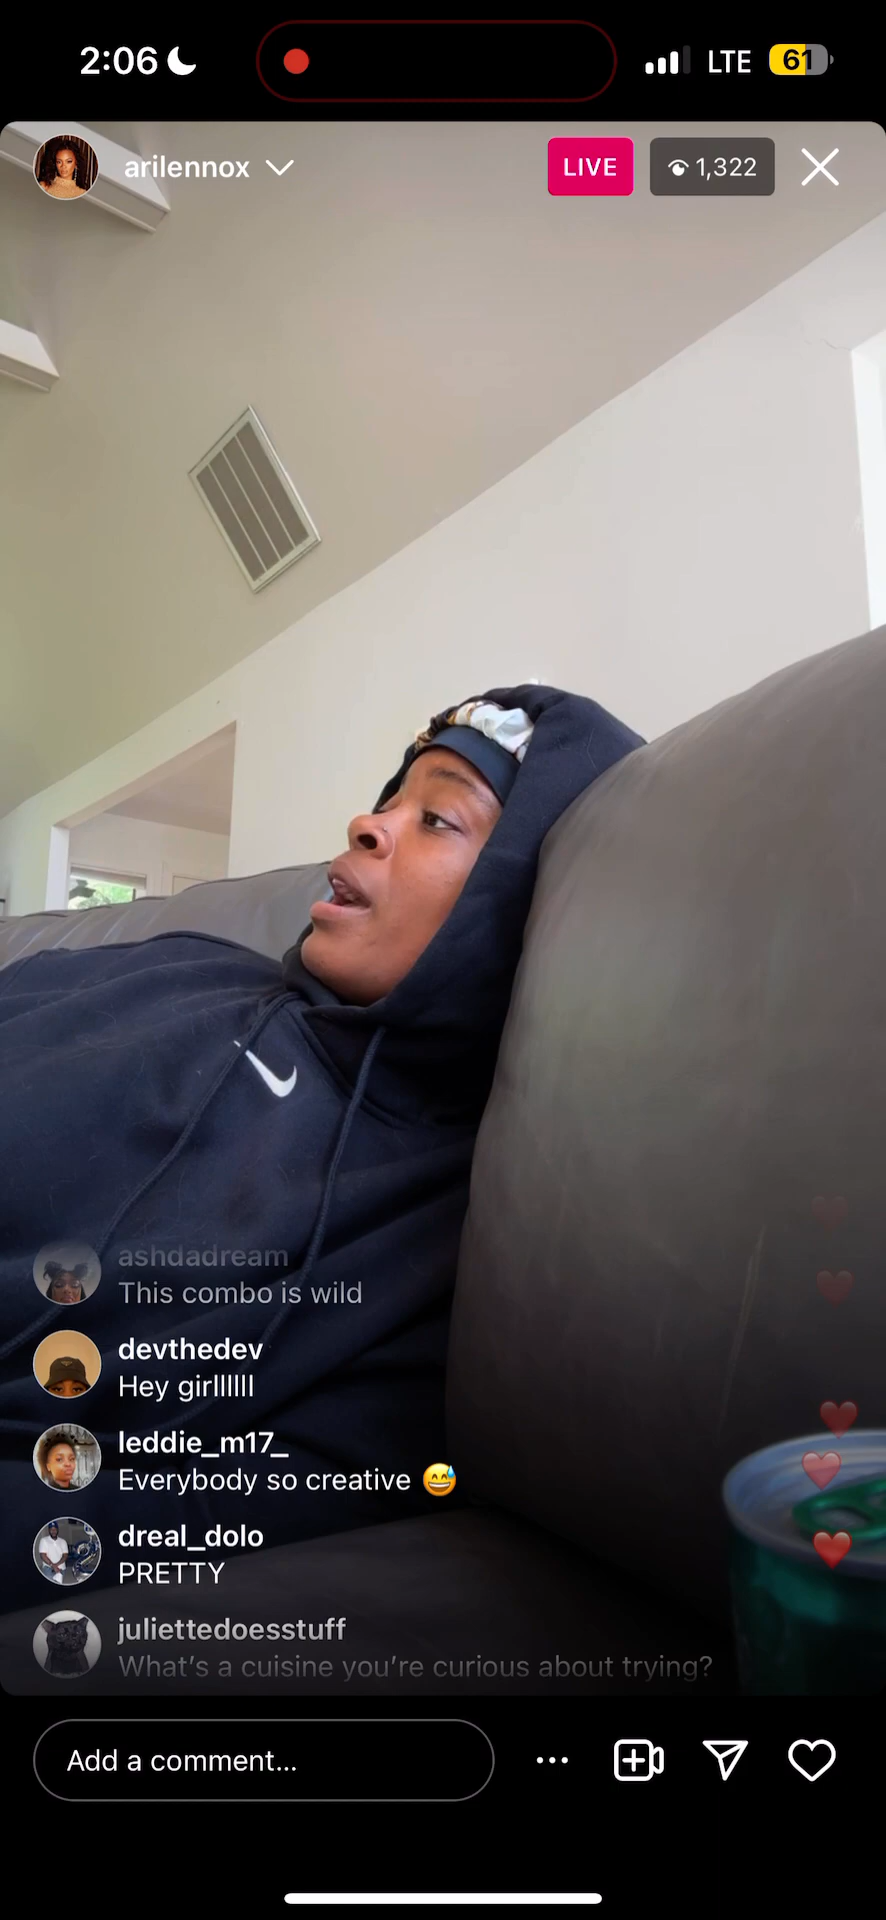 2:06
LTE
61
arilennox
LIVE
1,322
ashdadream
This combo is wild
devthedev
Hey girllllll
leddie_m17_
Everybody so creative 😅
dreal_dolo
PRETTY
juliettedoesstuff
What's a cuisine you're curious about trying?
Add a comment...